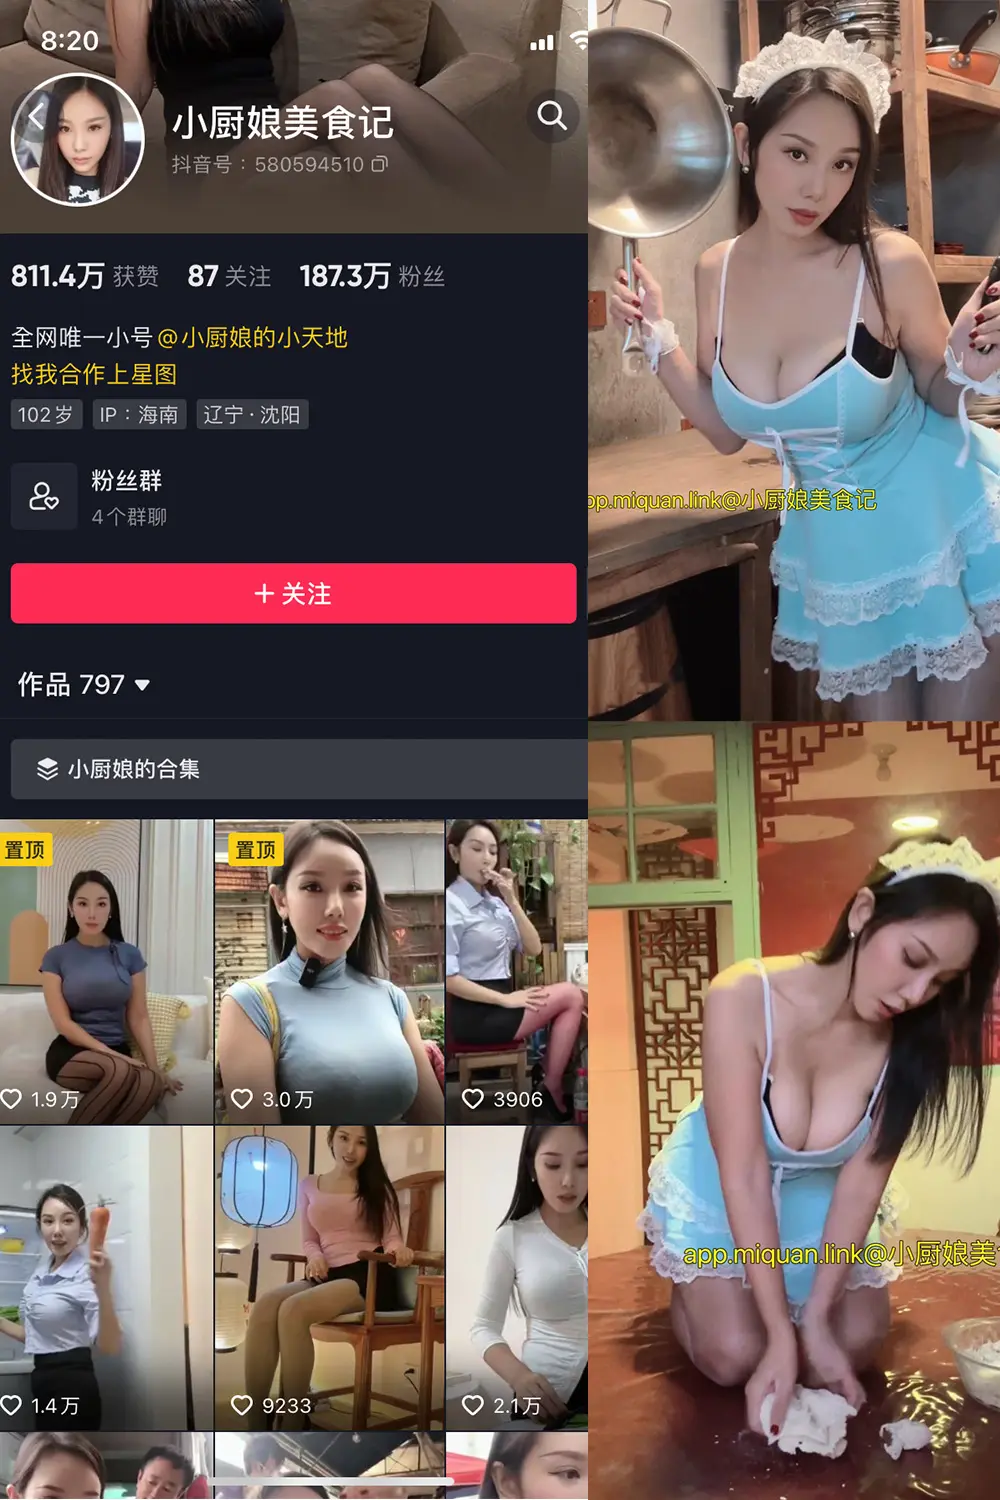 8:20
小厨娘美食记
抖音号：580594510
811.4万 获赞 87 关注 187.3万 粉丝
全网唯一小号@小厨娘的小天地
找我合作上星图
102岁 IP：海南 辽宁·沈阳
粉丝群
4个群聊
+ 关注
作品 797
小厨娘的合集
置顶
置顶
1.9万
3.0万
3906
1.4万
9233
2.1万
pp.miquan.link@小厨娘美食记
app.miquan.link@小厨娘美